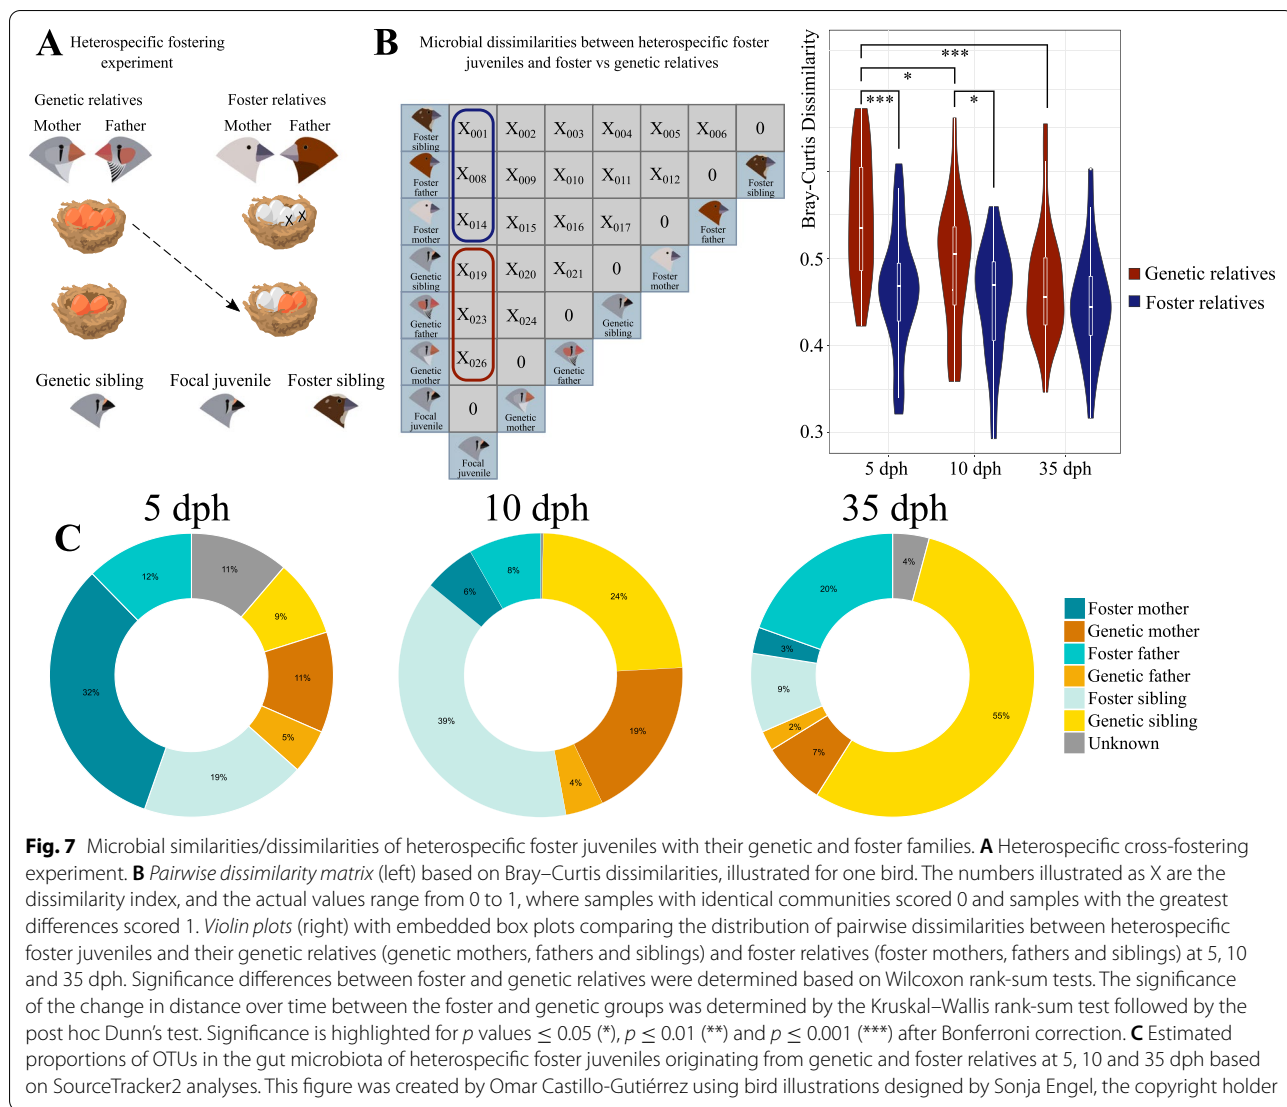 A Heterospecific fostering
experiment
Genetic relatives
Foster relatives
Mother
Father
Mother
Father
X X
Genetic sibling
Focal juvenile
Foster sibling
B Microbial dissimilarities between heterospecific foster
juveniles and foster vs genetic relatives
Foster
sibling
X001 X002 X003 X004 X005 X006 0
Foster
father
X008 X009 X010 X011 X012 0
Foster
sibling
Foster
mother
X014 X015 X016 X017 0
Foster
father
Genetic
sibling
X019 X020 X021 0
Foster
mother
Genetic
father
X023 X024 0
Genetic
sibling
Genetic
mother
X026 0
Genetic
father
Focal
juvenile
0
Genetic
mother
Focal
juvenile
Bray-Curtis Dissimilarity
***
*
***
*
0.5
0.4
0.3
5 dph
10 dph
35 dph
Genetic relatives
Foster relatives
C
5 dph
12%
11%
9%
11%
5%
19%
32%
10 dph
8%
6%
24%
39%
19%
4%
35 dph
4%
20%
3%
9%
2%
7%
55%
Foster mother
Genetic mother
Foster father
Genetic father
Foster sibling
Genetic sibling
Unknown
Fig. 7 Microbial similarities/dissimilarities of heterospecific foster juveniles with their genetic and foster families. A Heterospecific cross-fostering
experiment. B Pairwise dissimilarity matrix (left) based on Bray–Curtis dissimilarities, illustrated for one bird. The numbers illustrated as X are the
dissimilarity index, and the actual values range from 0 to 1, where samples with identical communities scored 0 and samples with the greatest
differences scored 1. Violin plots (right) with embedded box plots comparing the distribution of pairwise dissimilarities between heterospecific
foster juveniles and their genetic relatives (genetic mothers, fathers and siblings) and foster relatives (foster mothers, fathers and siblings) at 5, 10
and 35 dph. Significance differences between foster and genetic relatives were determined based on Wilcoxon rank-sum tests. The significance
of the change in distance over time between the foster and genetic groups was determined by the Kruskal–Wallis rank-sum test followed by the
post hoc Dunn's test. Significance is highlighted for p values ≤ 0.05 (*), p ≤ 0.01 (**) and p ≤ 0.001 (***) after Bonferroni correction. C Estimated
proportions of OTUs in the gut microbiota of heterospecific foster juveniles originating from genetic and foster relatives at 5, 10 and 35 dph based
on SourceTracker2 analyses. This figure was created by Omar Castillo-Gutiérrez using bird illustrations designed by Sonja Engel, the copyright holder